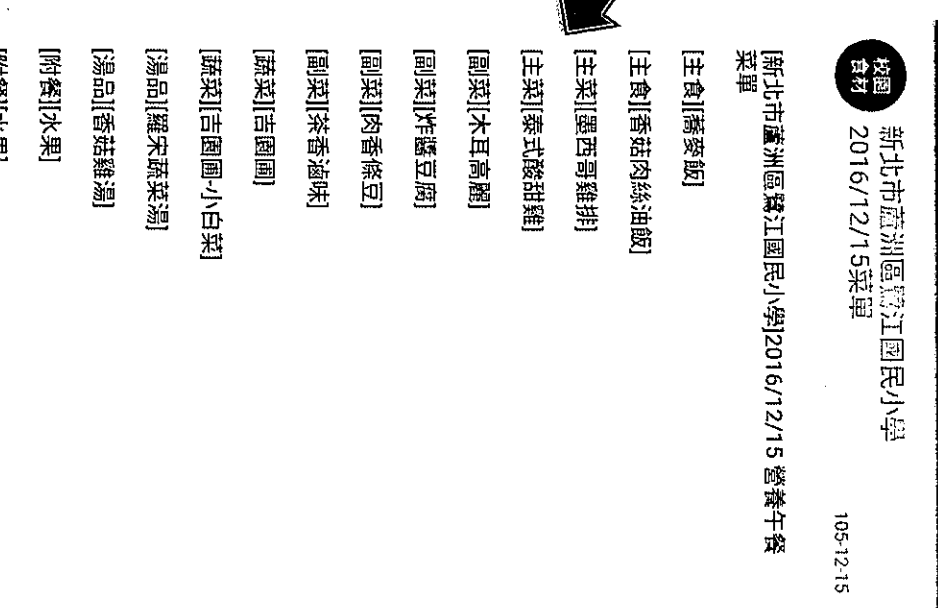 校園
食材
新北市蘆洲區鷺江國民小學
2016/12/15菜單
105-12-15
[新北市蘆洲區鷺江國民小學]2016/12/15 營養午餐
菜單
[主食][蕎麥飯]
[主食][香菇肉絲油飯]
[主菜][墨西哥雞排]
[主菜][泰式酸甜雞]
[副菜][木耳高麗]
[副菜][炸醬豆腐]
[副菜][肉香條豆]
[副菜][茶香滷味]
[蔬菜][吉園圃]
[蔬菜][吉園圃-小白菜]
[湯品][羅宋蔬菜湯]
[湯品][香菇雞湯]
[附餐][水果]
[附餐][水果]